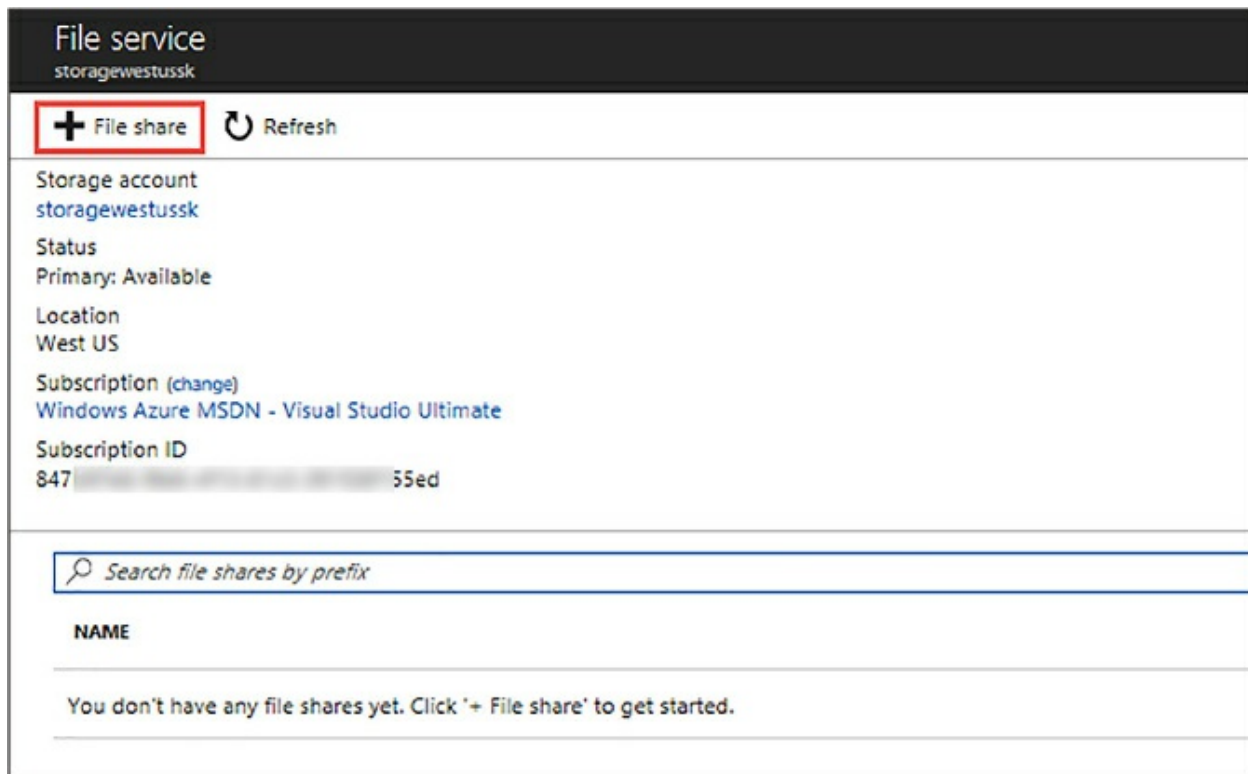 File service
storagewestussk
File share Refresh
Storage account
storagewestussk
Status
Primary: Available
Location
West US
Subscription (change)
Windows Azure MSDN - Visual Studio Ultimate
Subscription ID
847 55ed
Search file shares by prefix
NAME
You don't have any file shares yet. Click '+ File share' to get started.